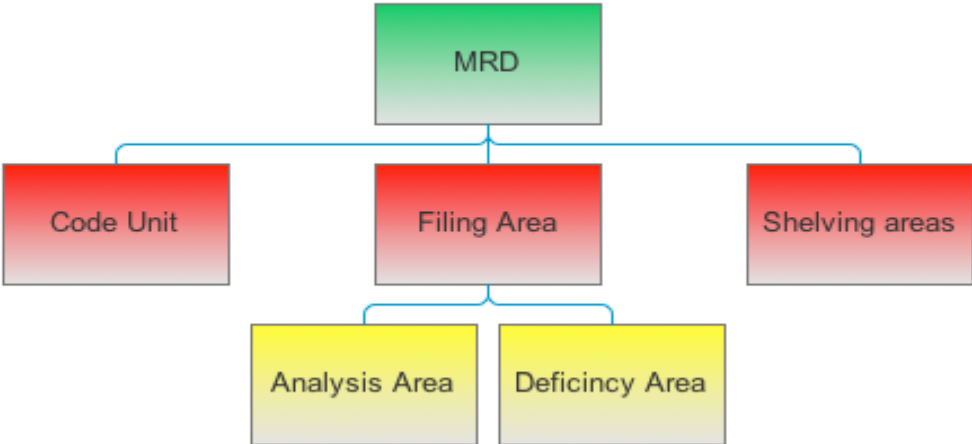 MRD
Code Unit
Filing Area
Shelving areas
Analysis Area
Deficincy Area